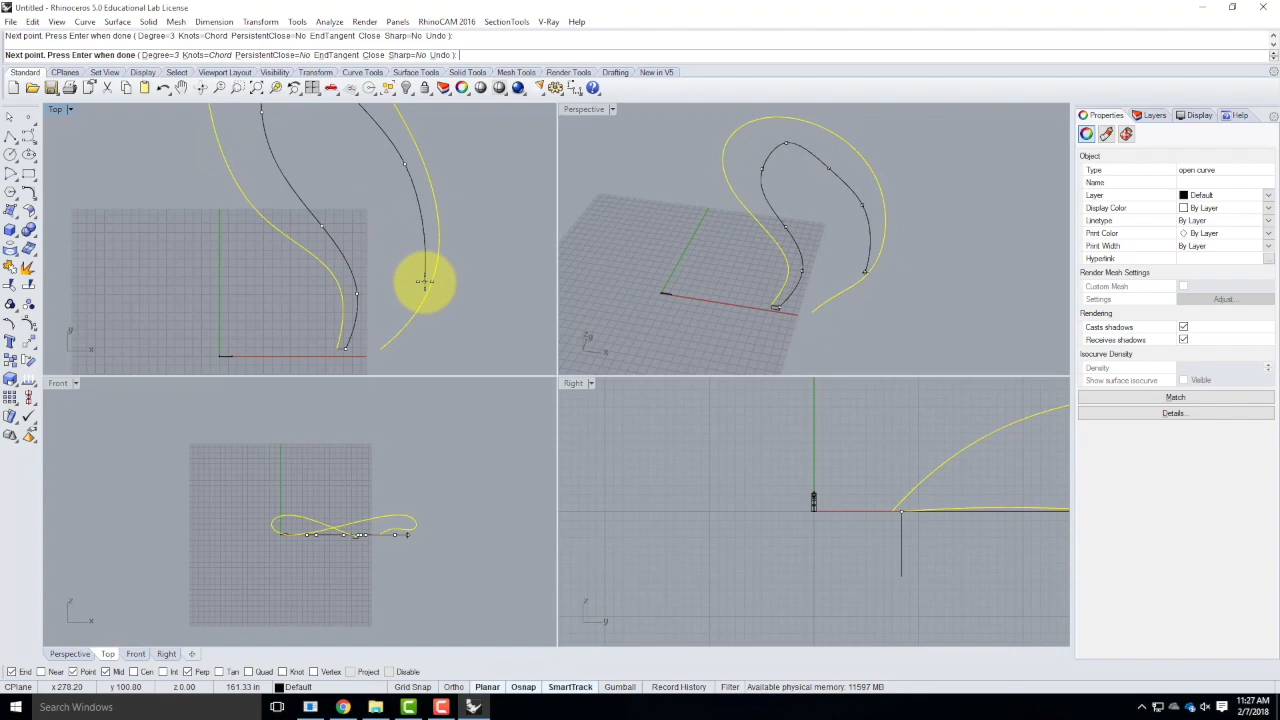 Untitled - Rhinoceros 5.0 Educational Lab License
File Edit View Curve Surface Solid Mesh Dimension Transform Tools Analyze Render Panels RhinoCAM 2016 SectionTools V-Ray Help
Next point. Press Enter when done ( Degree=3 Knots=Chord PersistentClose=No EndTangent Close Sharp=No Undo ):
Next point. Press Enter when done ( Degree=3 Knots=Chord PersistentClose=No EndTangent Close Sharp=No Undo ):
Standard CPlanes Set View Display Select Viewport Layout Visibility Transform Curve Tools Surface Tools Solid Tools Mesh Tools Render Tools Drafting New in V5
Top
Perspective
Properties Layers Display Help
Object
Type open curve
Name
Layer Default
Display Color By Layer
Linetype By Layer
Print Color By Layer
Print Width By Layer
Hyperlink
Render Mesh Settings
Custom Mesh
Settings Adjust...
Rendering
Casts shadows
Receives shadows
Isocurve Density
Density
Show surface isocurve Visible
Match
Details...
y
x
y
x
Front
Right
z
x
z
y
Perspective Top Front Right
End Near Point Mid Cen Int Perp Tan Quad Knot Vertex Project Disable
CPlane x 278.20 y 100.80 z 0.00 161.33 in Default Grid Snap Ortho Planar Osnap SmartTrack Gumball Record History Filter Available physical memory: 11597 MB
Search Windows
11:27 AM
2/7/2018